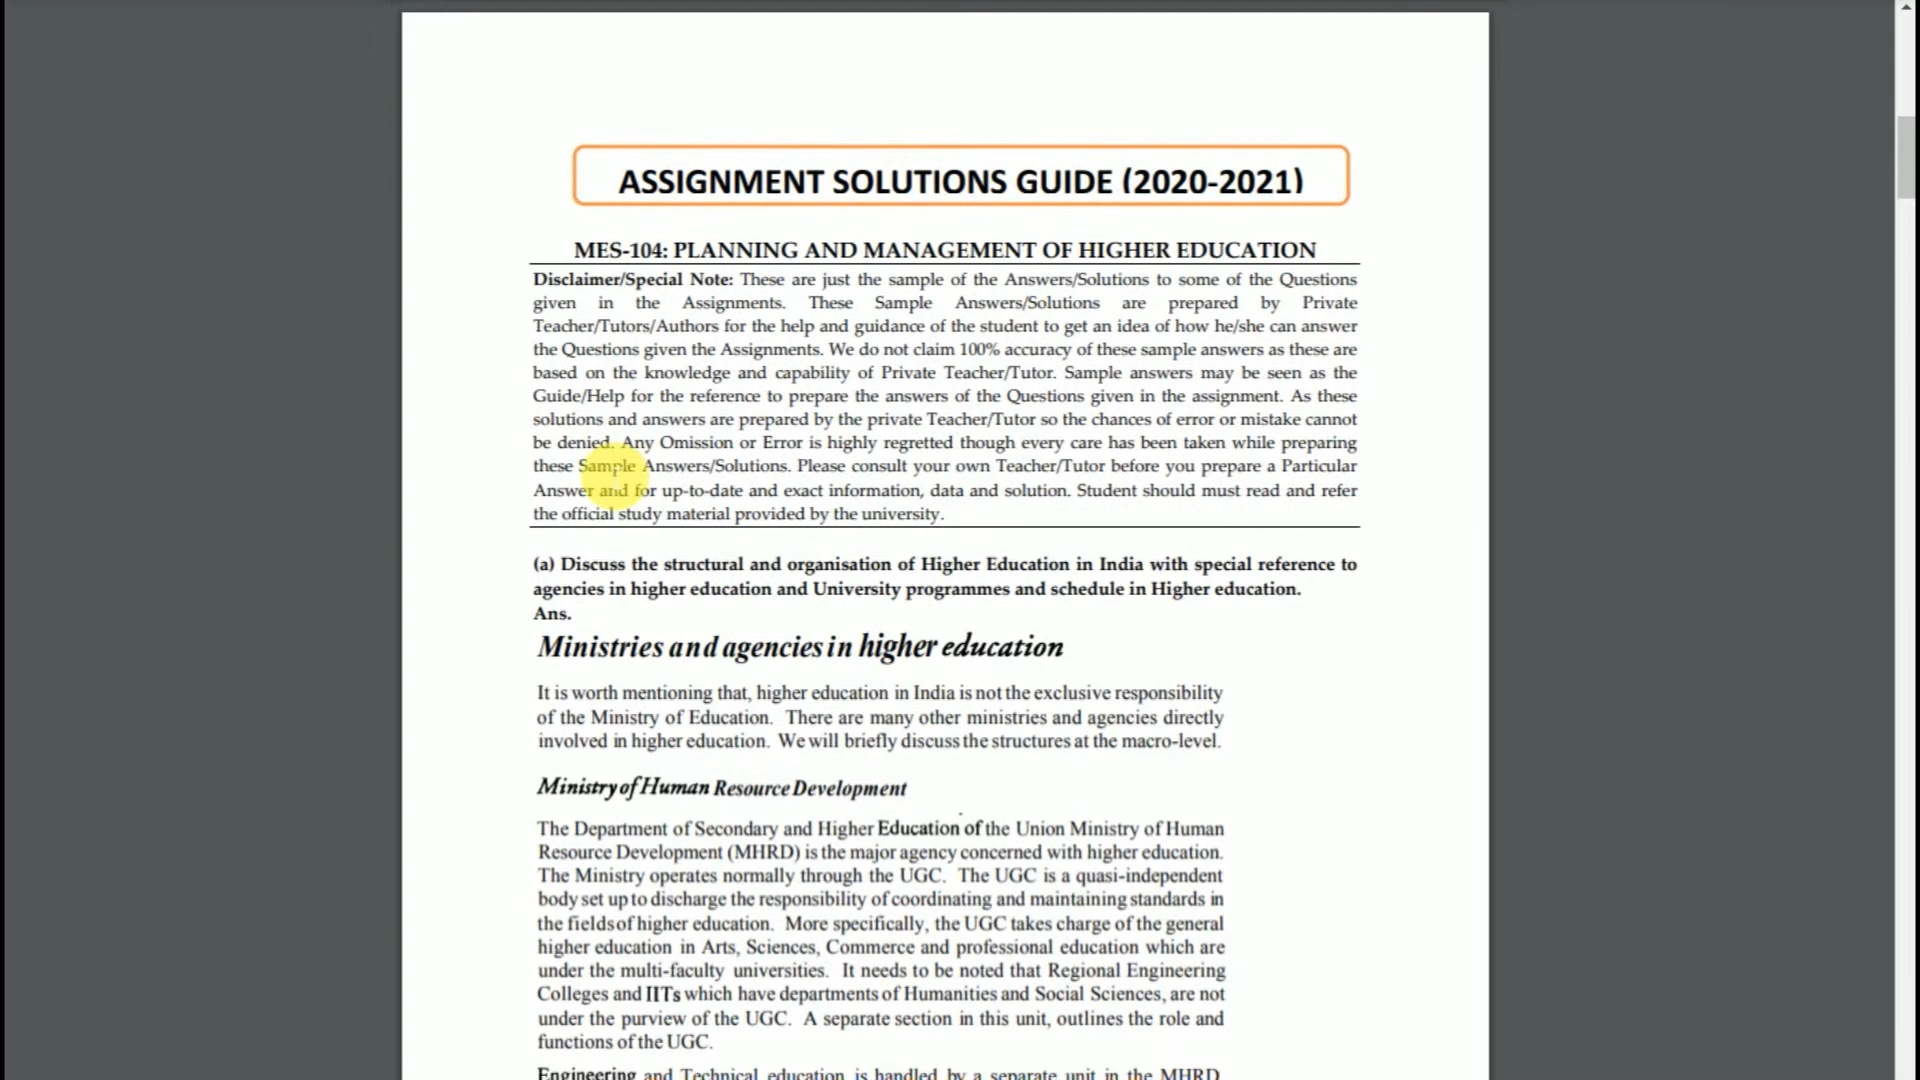 ASSIGNMENT SOLUTIONS GUIDE (2020-2021)
MES-104: PLANNING AND MANAGEMENT OF HIGHER EDUCATION
Disclaimer/Special Note: These are just the sample of the Answers/Solutions to some of the Questions
given in the Assignments. These Sample Answers/Solutions are prepared by Private
Teacher/Tutors/Authors for the help and guidance of the student to get an idea of how he/she can answer
the Questions given the Assignments. We do not claim 100% accuracy of these sample answers as these are
based on the knowledge and capability of Private Teacher/Tutor. Sample answers may be seen as the
Guide/Help for the reference to prepare the answers of the Questions given in the assignment. As these
solutions and answers are prepared by the private Teacher/Tutor so the chances of error or mistake cannot
be denied. Any Omission or Error is highly regretted though every care has been taken while preparing
these Sample Answers/Solutions. Please consult your own Teacher/Tutor before you prepare a Particular
Answer and for up-to-date and exact information, data and solution. Student should must read and refer
the official study material provided by the university.
(a) Discuss the structural and organisation of Higher Education in India with special reference to
agencies in higher education and University programmes and schedule in Higher education.
Ans.
Ministries and agencies in higher education
It is worth mentioning that, higher education in India is not the exclusive responsibility
of the Ministry of Education. There are many other ministries and agencies directly
involved in higher education. We will briefly discuss the structures at the macro-level.
Ministry of Human Resource Development
The Department of Secondary and Higher Education of the Union Ministry of Human
Resource Development (MHRD) is the major agency concerned with higher education.
The Ministry operates normally through the UGC. The UGC is a quasi-independent
body set up to discharge the responsibility of coordinating and maintaining standards in
the fields of higher education. More specifically, the UGC takes charge of the general
higher education in Arts, Sciences, Commerce and professional education which are
under the multi-faculty universities. It needs to be noted that Regional Engineering
Colleges and IITs which have departments of Humanities and Social Sciences, are not
under the purview of the UGC. A separate section in this unit, outlines the role and
functions of the UGC.
Engineering and Technical education is handled by a separate unit in the MHRD.